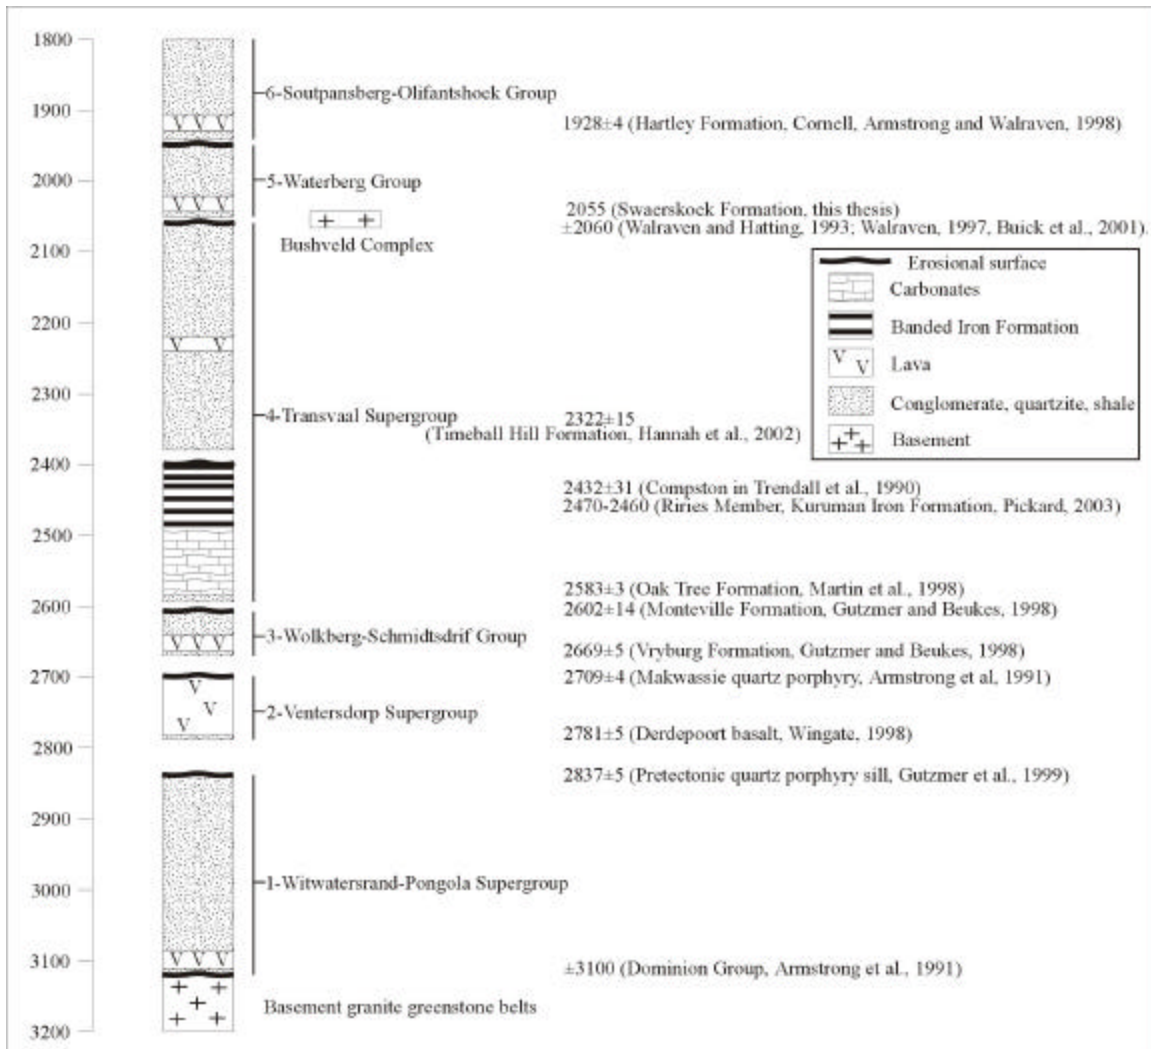 1800
6-Soutpansberg-Olifantshoek Group
1900
1928±4 (Hartley Formation, Cornell, Armstrong and Walraven, 1998)
V V V
2000
5-Waterberg Group
V V V
2055 (Swaerskoek Formation, this thesis)
±2060 (Walraven and Hatting, 1993; Walraven, 1997, Buick et al., 2001).
+ +
Bushveld Complex
2100
Erosional surface
Carbonates
Banded Iron Formation
V V
Lava
Conglomerate, quartzite, shale
+ + + +
Basement
2200
V V
2300
4-Transvaal Supergroup
2322±15
(Timeball Hill Formation, Hannah et al., 2002)
2400
2432±31 (Compston in Trendall et al., 1990)
2470-2460 (Riries Member, Kuruman Iron Formation, Pickard, 2003)
2500
2583±3 (Oak Tree Formation, Martin et al., 1998)
2600
2602±14 (Monteville Formation, Gutzmer and Beukes, 1998)
3-Wolkberg-Schmidtsdrif Group
V V V
2669±5 (Vryburg Formation, Gutzmer and Beukes, 1998)
2700
2709±4 (Makwassie quartz porphyry, Armstrong et al, 1991)
V
V
V
2-Ventersdorp Supergroup
2781±5 (Derdepoort basalt, Wingate, 1998)
2800
2837±5 (Pretectonic quartz porphyry sill, Gutzmer et al., 1999)
2900
1-Witwatersrand-Pongola Supergroup
3000
V V V
3100
±3100 (Dominion Group, Armstrong et al., 1991)
+ +
+
+ +
Basement granite greenstone belts
3200